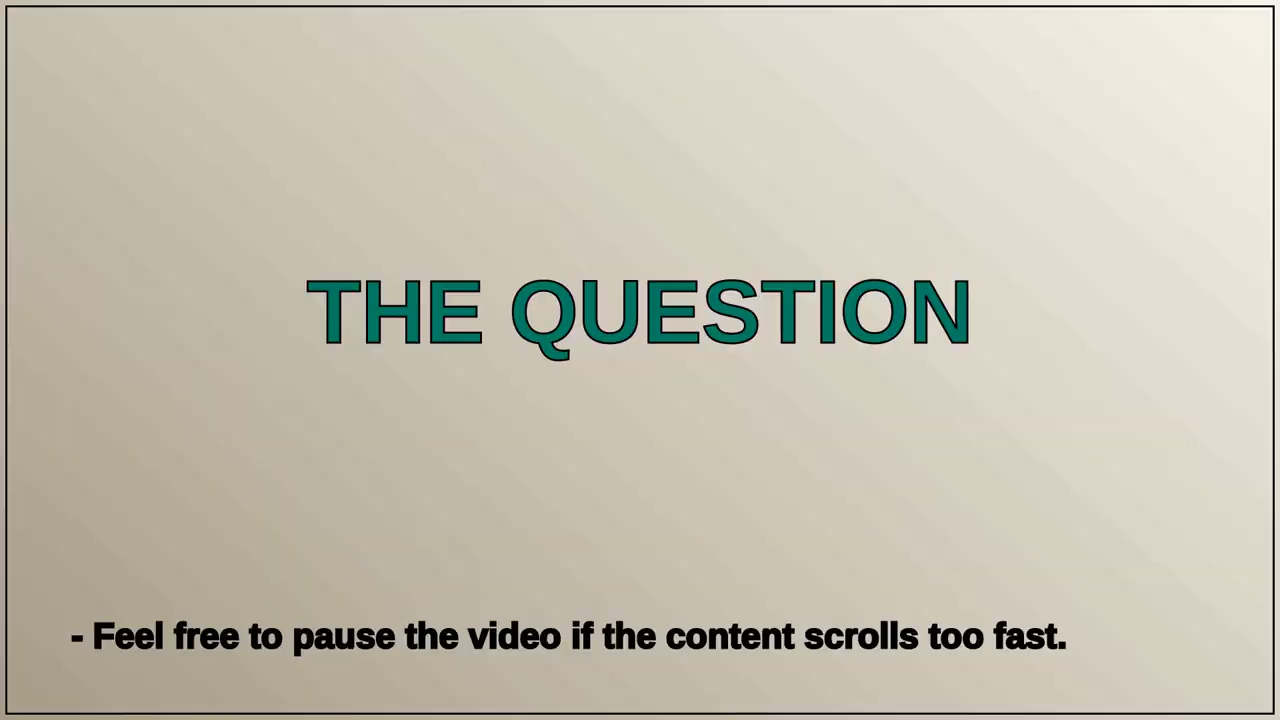 THE QUESTION
- Feel free to pause the video if the content scrolls too fast.